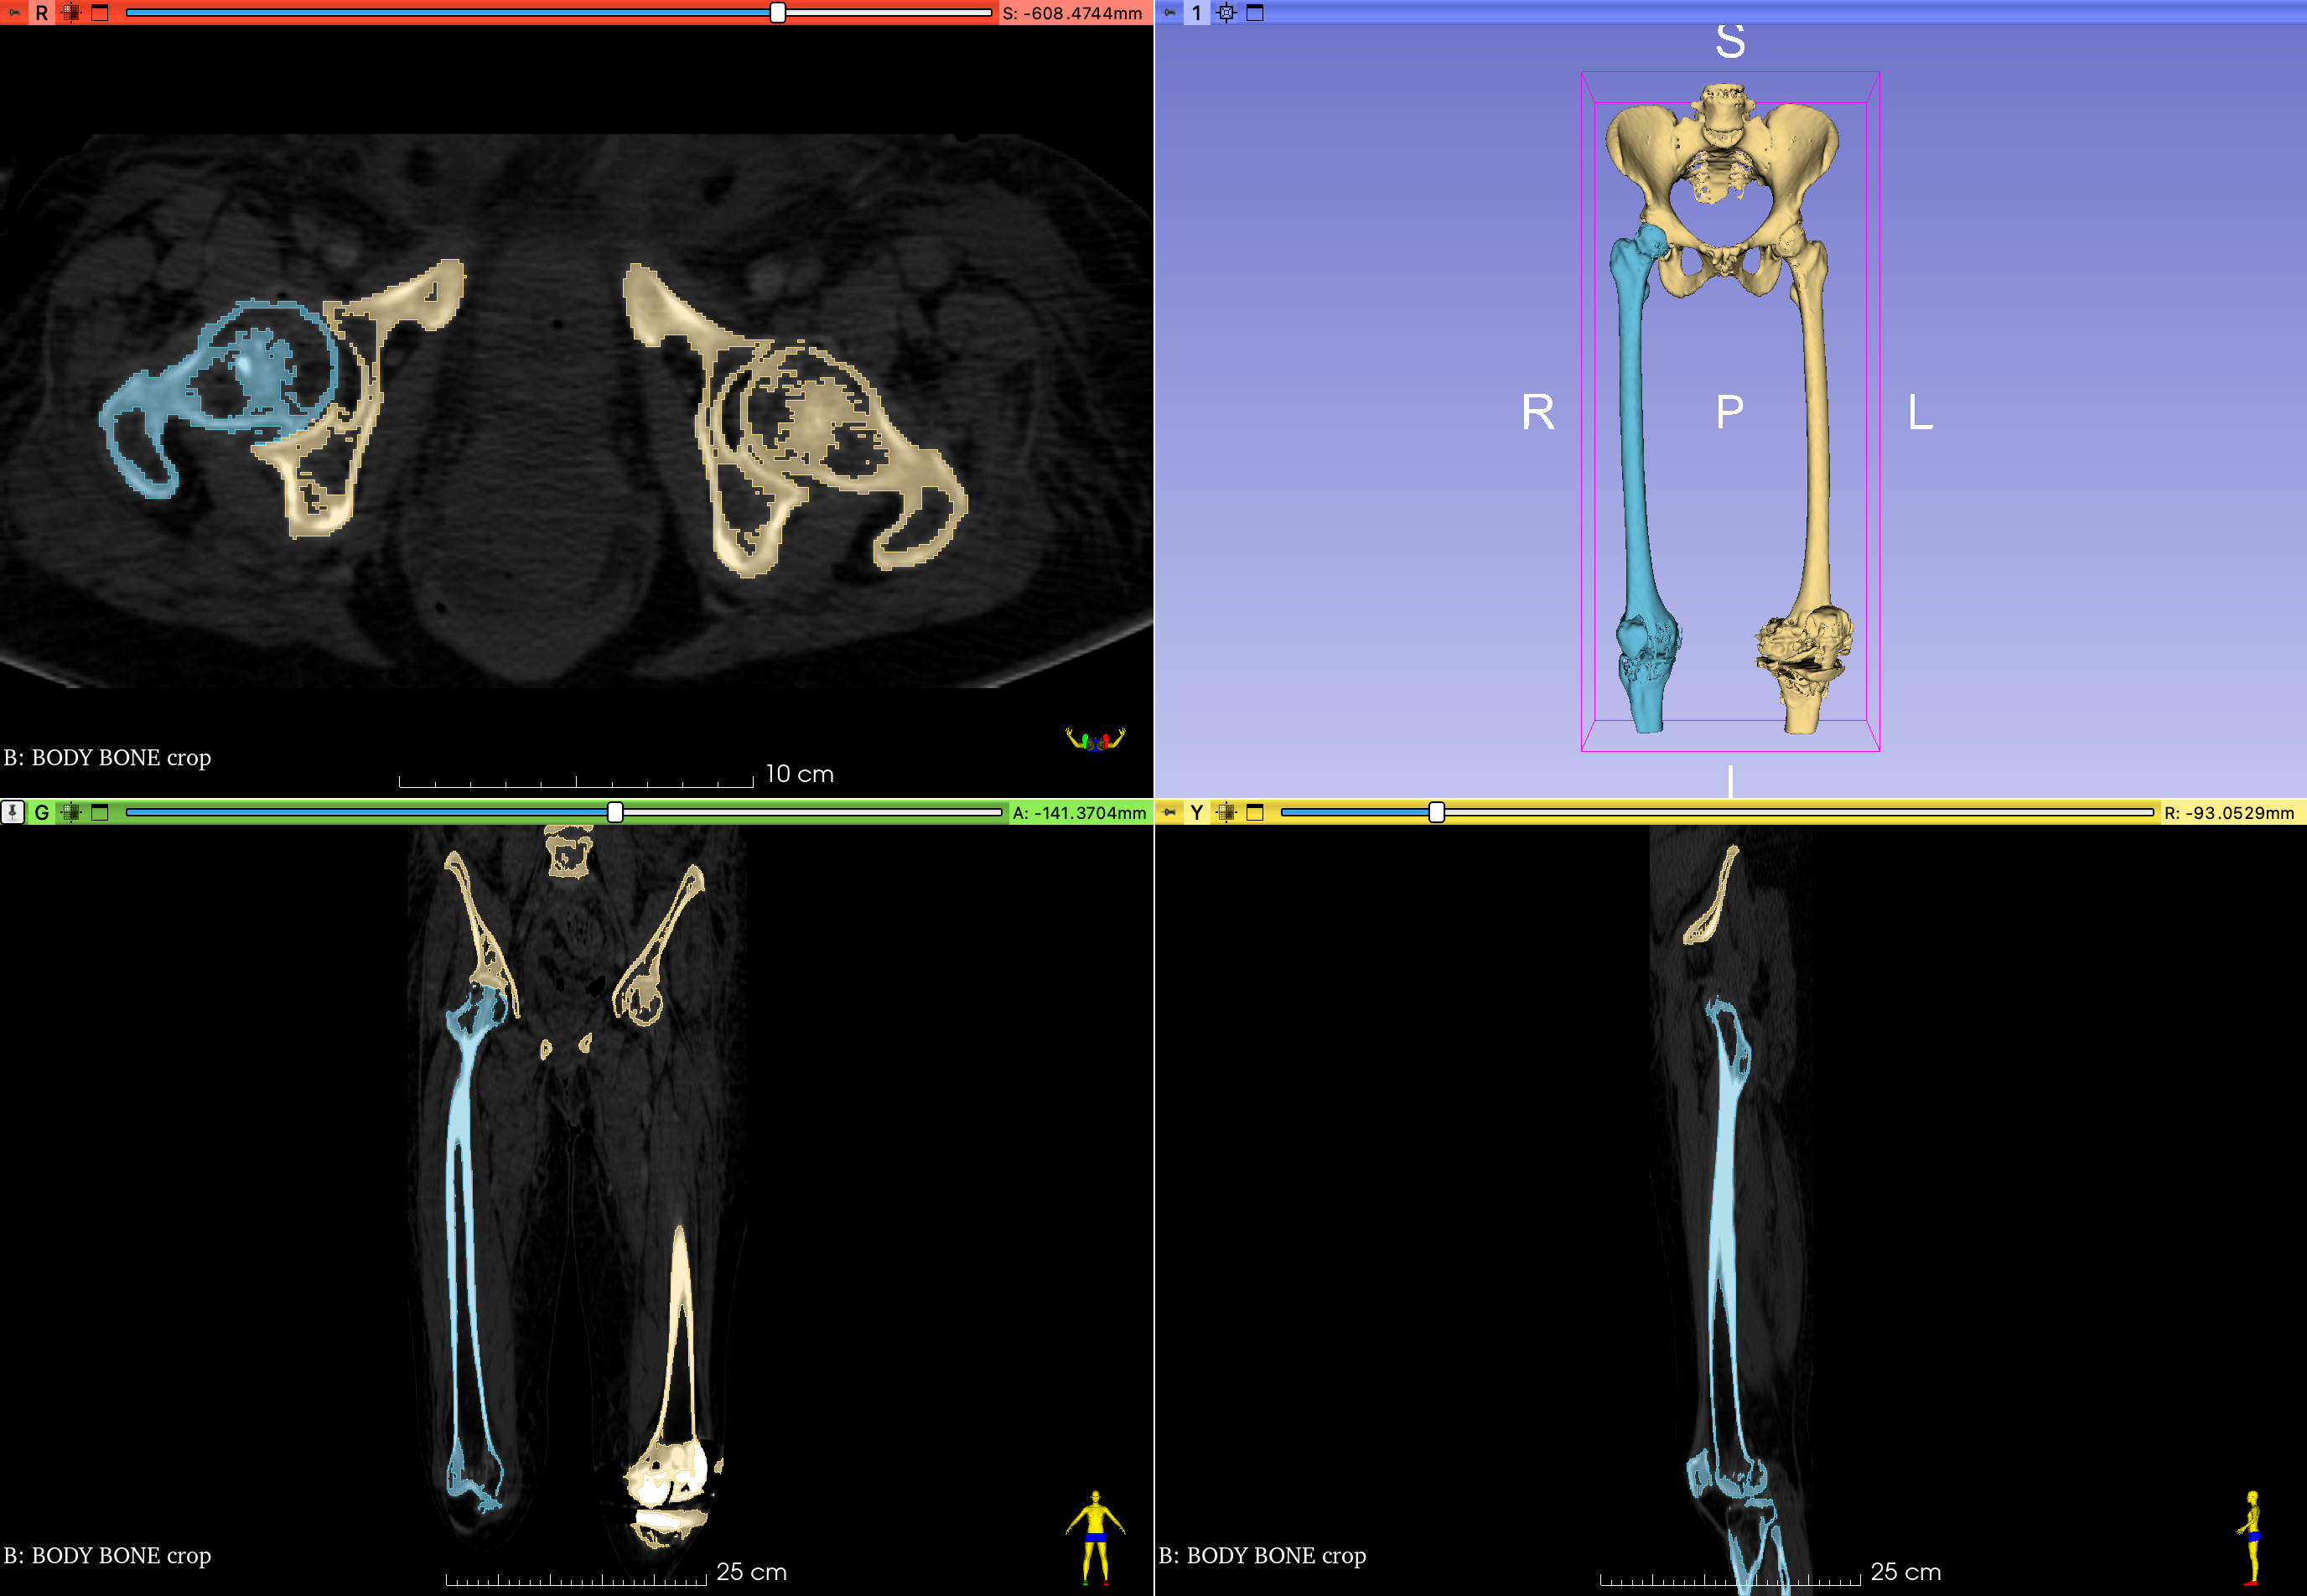 R
S: -608.4744mm
1
S
R
P
L
I
B: BODY BONE crop
10 cm
G
A: -141.3704mm
Y
R: -93.0529mm
B: BODY BONE crop
25 cm
B: BODY BONE crop
25 cm